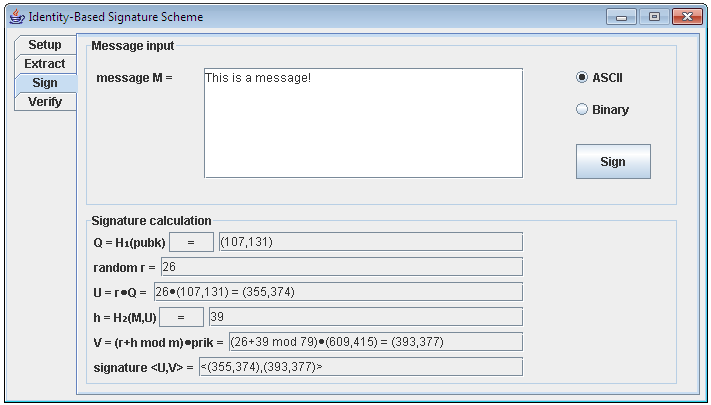 Identity-Based Signature Scheme
Setup
Extract
Sign
Verify
Message input
message M =
This is a message!
ASCII
Binary
Sign
Signature calculation
Q = H₁(pubk) = (107,131)
random r = 26
U = r●Q = 26●(107,131) = (355,374)
h = H₂(M,U) = 39
V = (r+h mod m)●prik = (26+39 mod 79)●(609,415) = (393,377)
signature <U,V> = <(355,374),(393,377)>